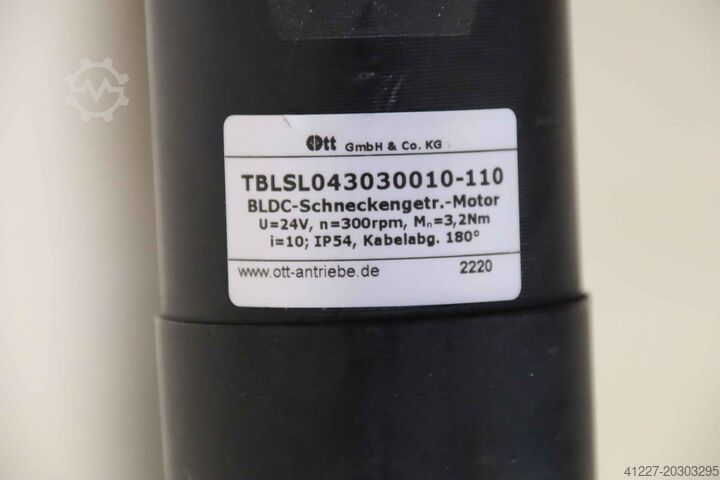 Ott GmbH & Co. KG
TBLSL043030010-110
BLDC-Schneckengetr.-Motor
U=24V, n=300rpm, Mn=3,2Nm
i=10; IP54, Kabelabg. 180°
www.ott-antriebe.de 2220
41227-20303295